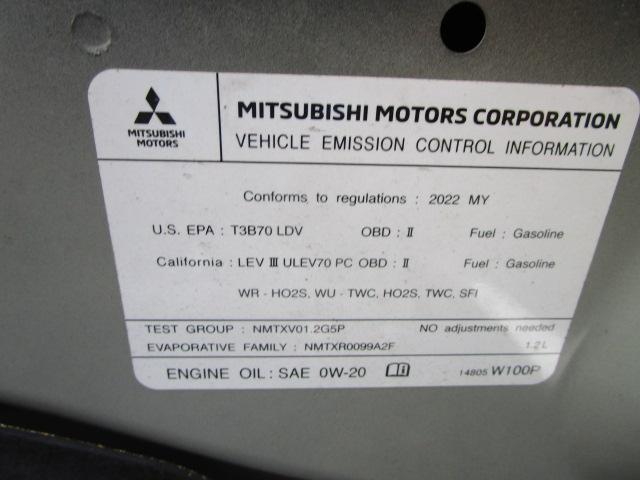 MITSUBISHI
MOTORS
MITSUBISHI MOTORS CORPORATION
VEHICLE EMISSION CONTROL INFORMATION
Conforms to regulations : 2022 MY
U.S. EPA : T3B70 LDV OBD : II Fuel : Gasoline
California : LEV III ULEV70 PC OBD : II Fuel : Gasoline
WR - HO2S, WU - TWC, HO2S, TWC, SFI
TEST GROUP : NMTXV01.2G5P NO adjustments needed
EVAPORATIVE FAMILY : NMTXR0099A2F 1.2 L
ENGINE OIL : SAE 0W-20 14805 W100P